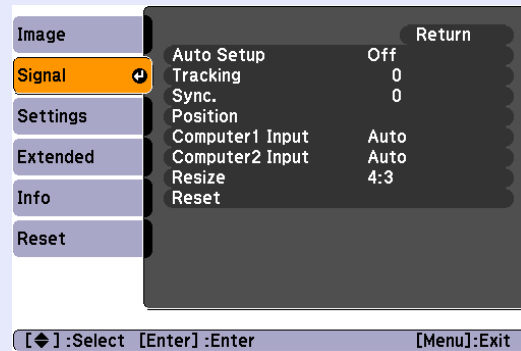 Image
Signal
Settings
Extended
Info
Reset
Return
Auto Setup Off
Tracking 0
Sync. 0
Position
Computer1 Input Auto
Computer2 Input Auto
Resize 4:3
Reset
[◆] :Select [Enter] :Enter [Menu]:Exit